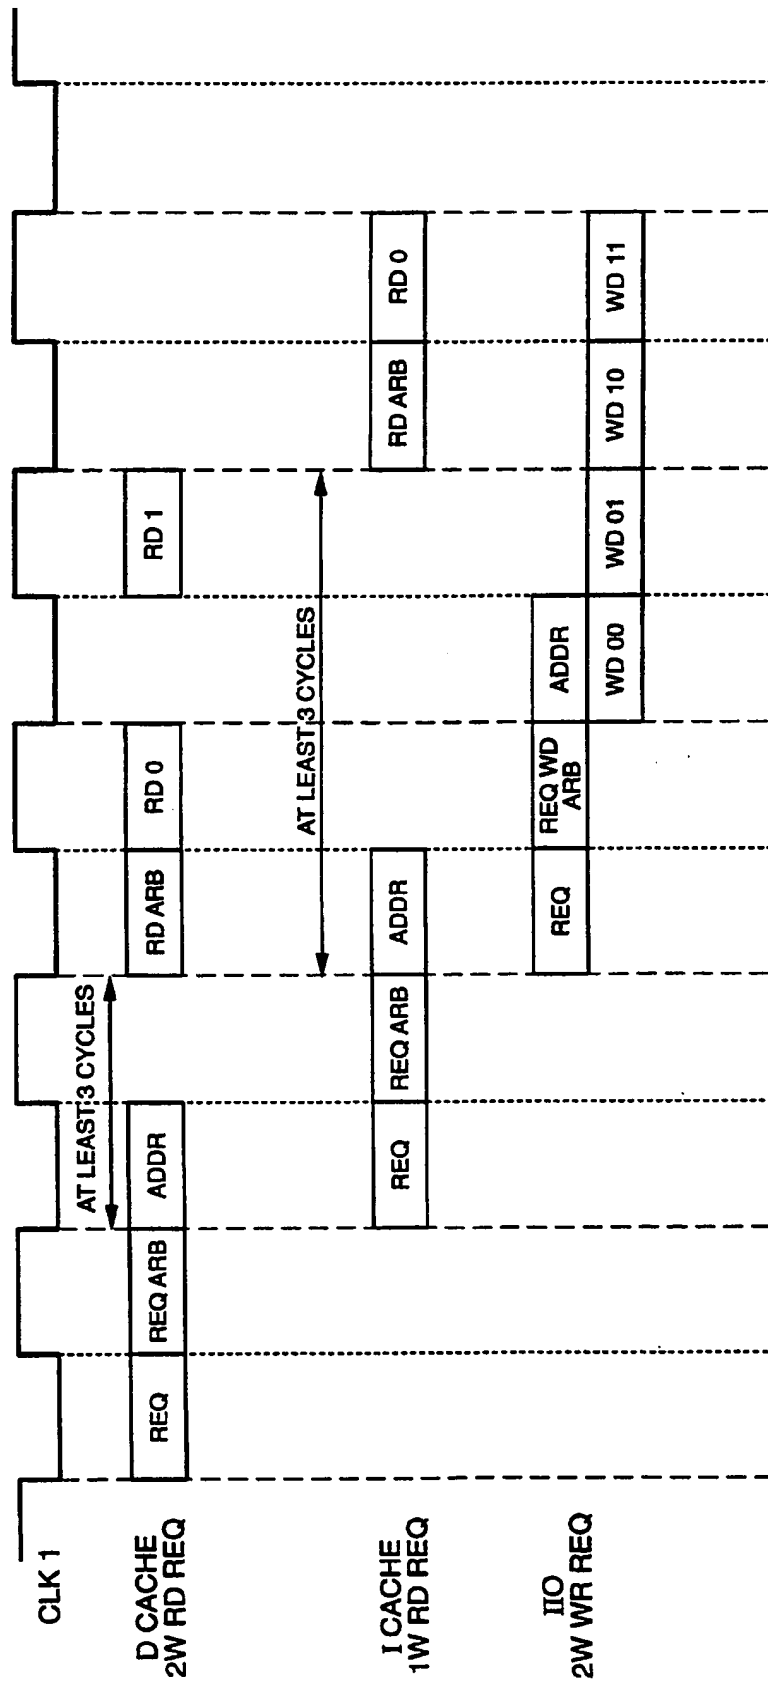 CLK 1
D CACHE
2W RD REQ
REQ
REQ ARB
ADDR
AT LEAST 3 CYCLES
RD ARB
RD 0
RD 1
I CACHE
1W RD REQ
REQ
REQ ARB
ADDR
AT LEAST 3 CYCLES
RD ARB
RD 0
IIO
2W WR REQ
REQ
REQ WD
ARB
ADDR
WD 00
WD 01
WD 10
WD 11